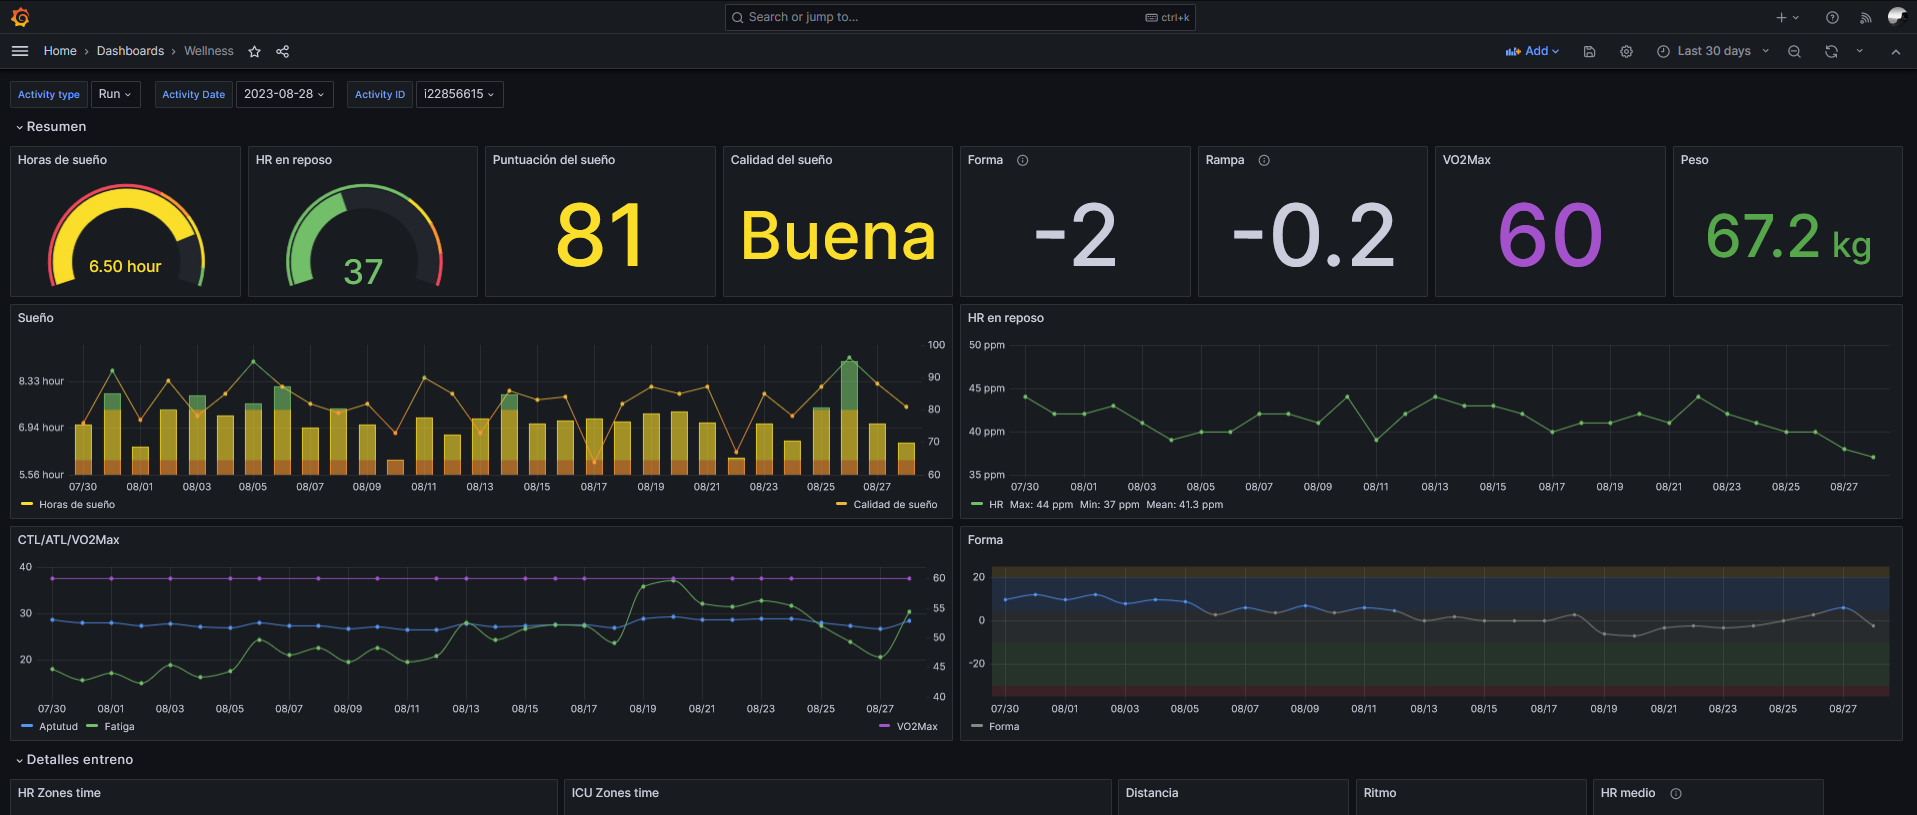 Search or jump to...
ctrl+k
Home > Dashboards > Wellness
Add
Last 30 days
Activity type Run
Activity Date 2023-08-28
Activity ID i22856615
Resumen
Horas de sueño
6.50 hour
HR en reposo
37
Puntuación del sueño
81
Calidad del sueño
Buena
Forma
-2
Rampa
-0.2
VO2Max
60
Peso
67.2 kg
Sueño
8.33 hour
6.94 hour
5.56 hour
100
90
80
70
60
07/30 08/01 08/03 08/05 08/07 08/09 08/11 08/13 08/15 08/17 08/19 08/21 08/23 08/25 08/27
Horas de sueño
Calidad de sueño
HR en reposo
50 ppm
45 ppm
40 ppm
35 ppm
07/30 08/01 08/03 08/05 08/07 08/09 08/11 08/13 08/15 08/17 08/19 08/21 08/23 08/25 08/27
HR Max: 44 ppm Min: 37 ppm Mean: 41.3 ppm
CTL/ATL/VO2Max
40
30
20
60
55
50
45
40
07/30 08/01 08/03 08/05 08/07 08/09 08/11 08/13 08/15 08/17 08/19 08/21 08/23 08/25 08/27
Aptutud Fatiga
VO2Max
Forma
20
0
-20
07/30 08/01 08/03 08/05 08/07 08/09 08/11 08/13 08/15 08/17 08/19 08/21 08/23 08/25 08/27
Forma
Detalles entreno
HR Zones time
ICU Zones time
Distancia
Ritmo
HR medio